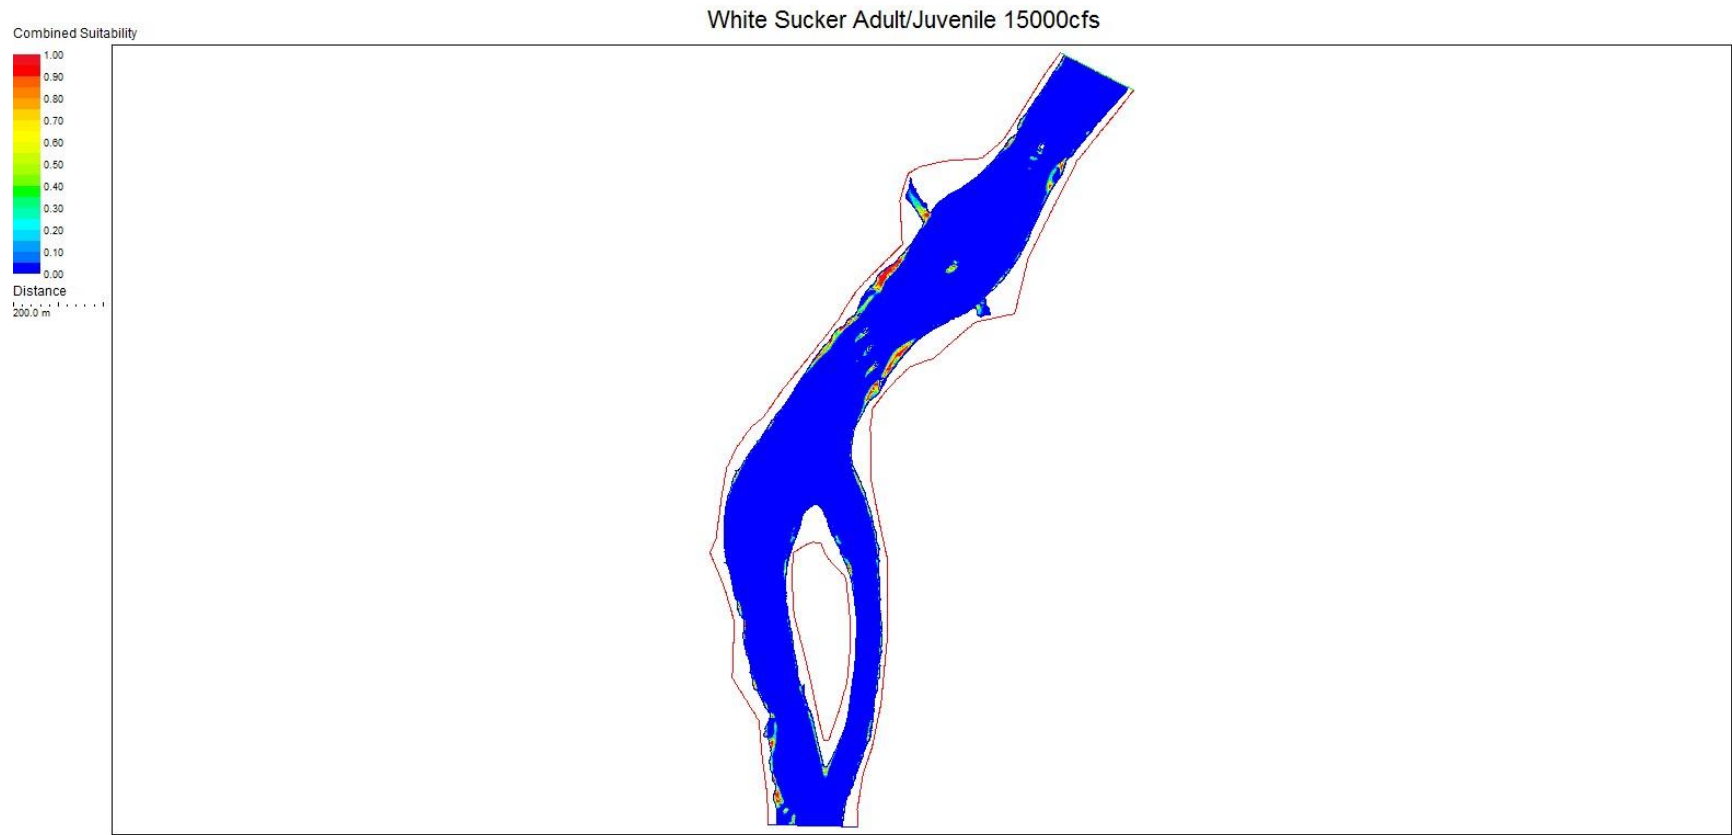 White Sucker Adult/Juvenile 15000cfs
Combined Suitability
1.00
0.90
0.80
0.70
0.60
0.50
0.40
0.30
0.20
0.10
0.00
Distance
200.0 m